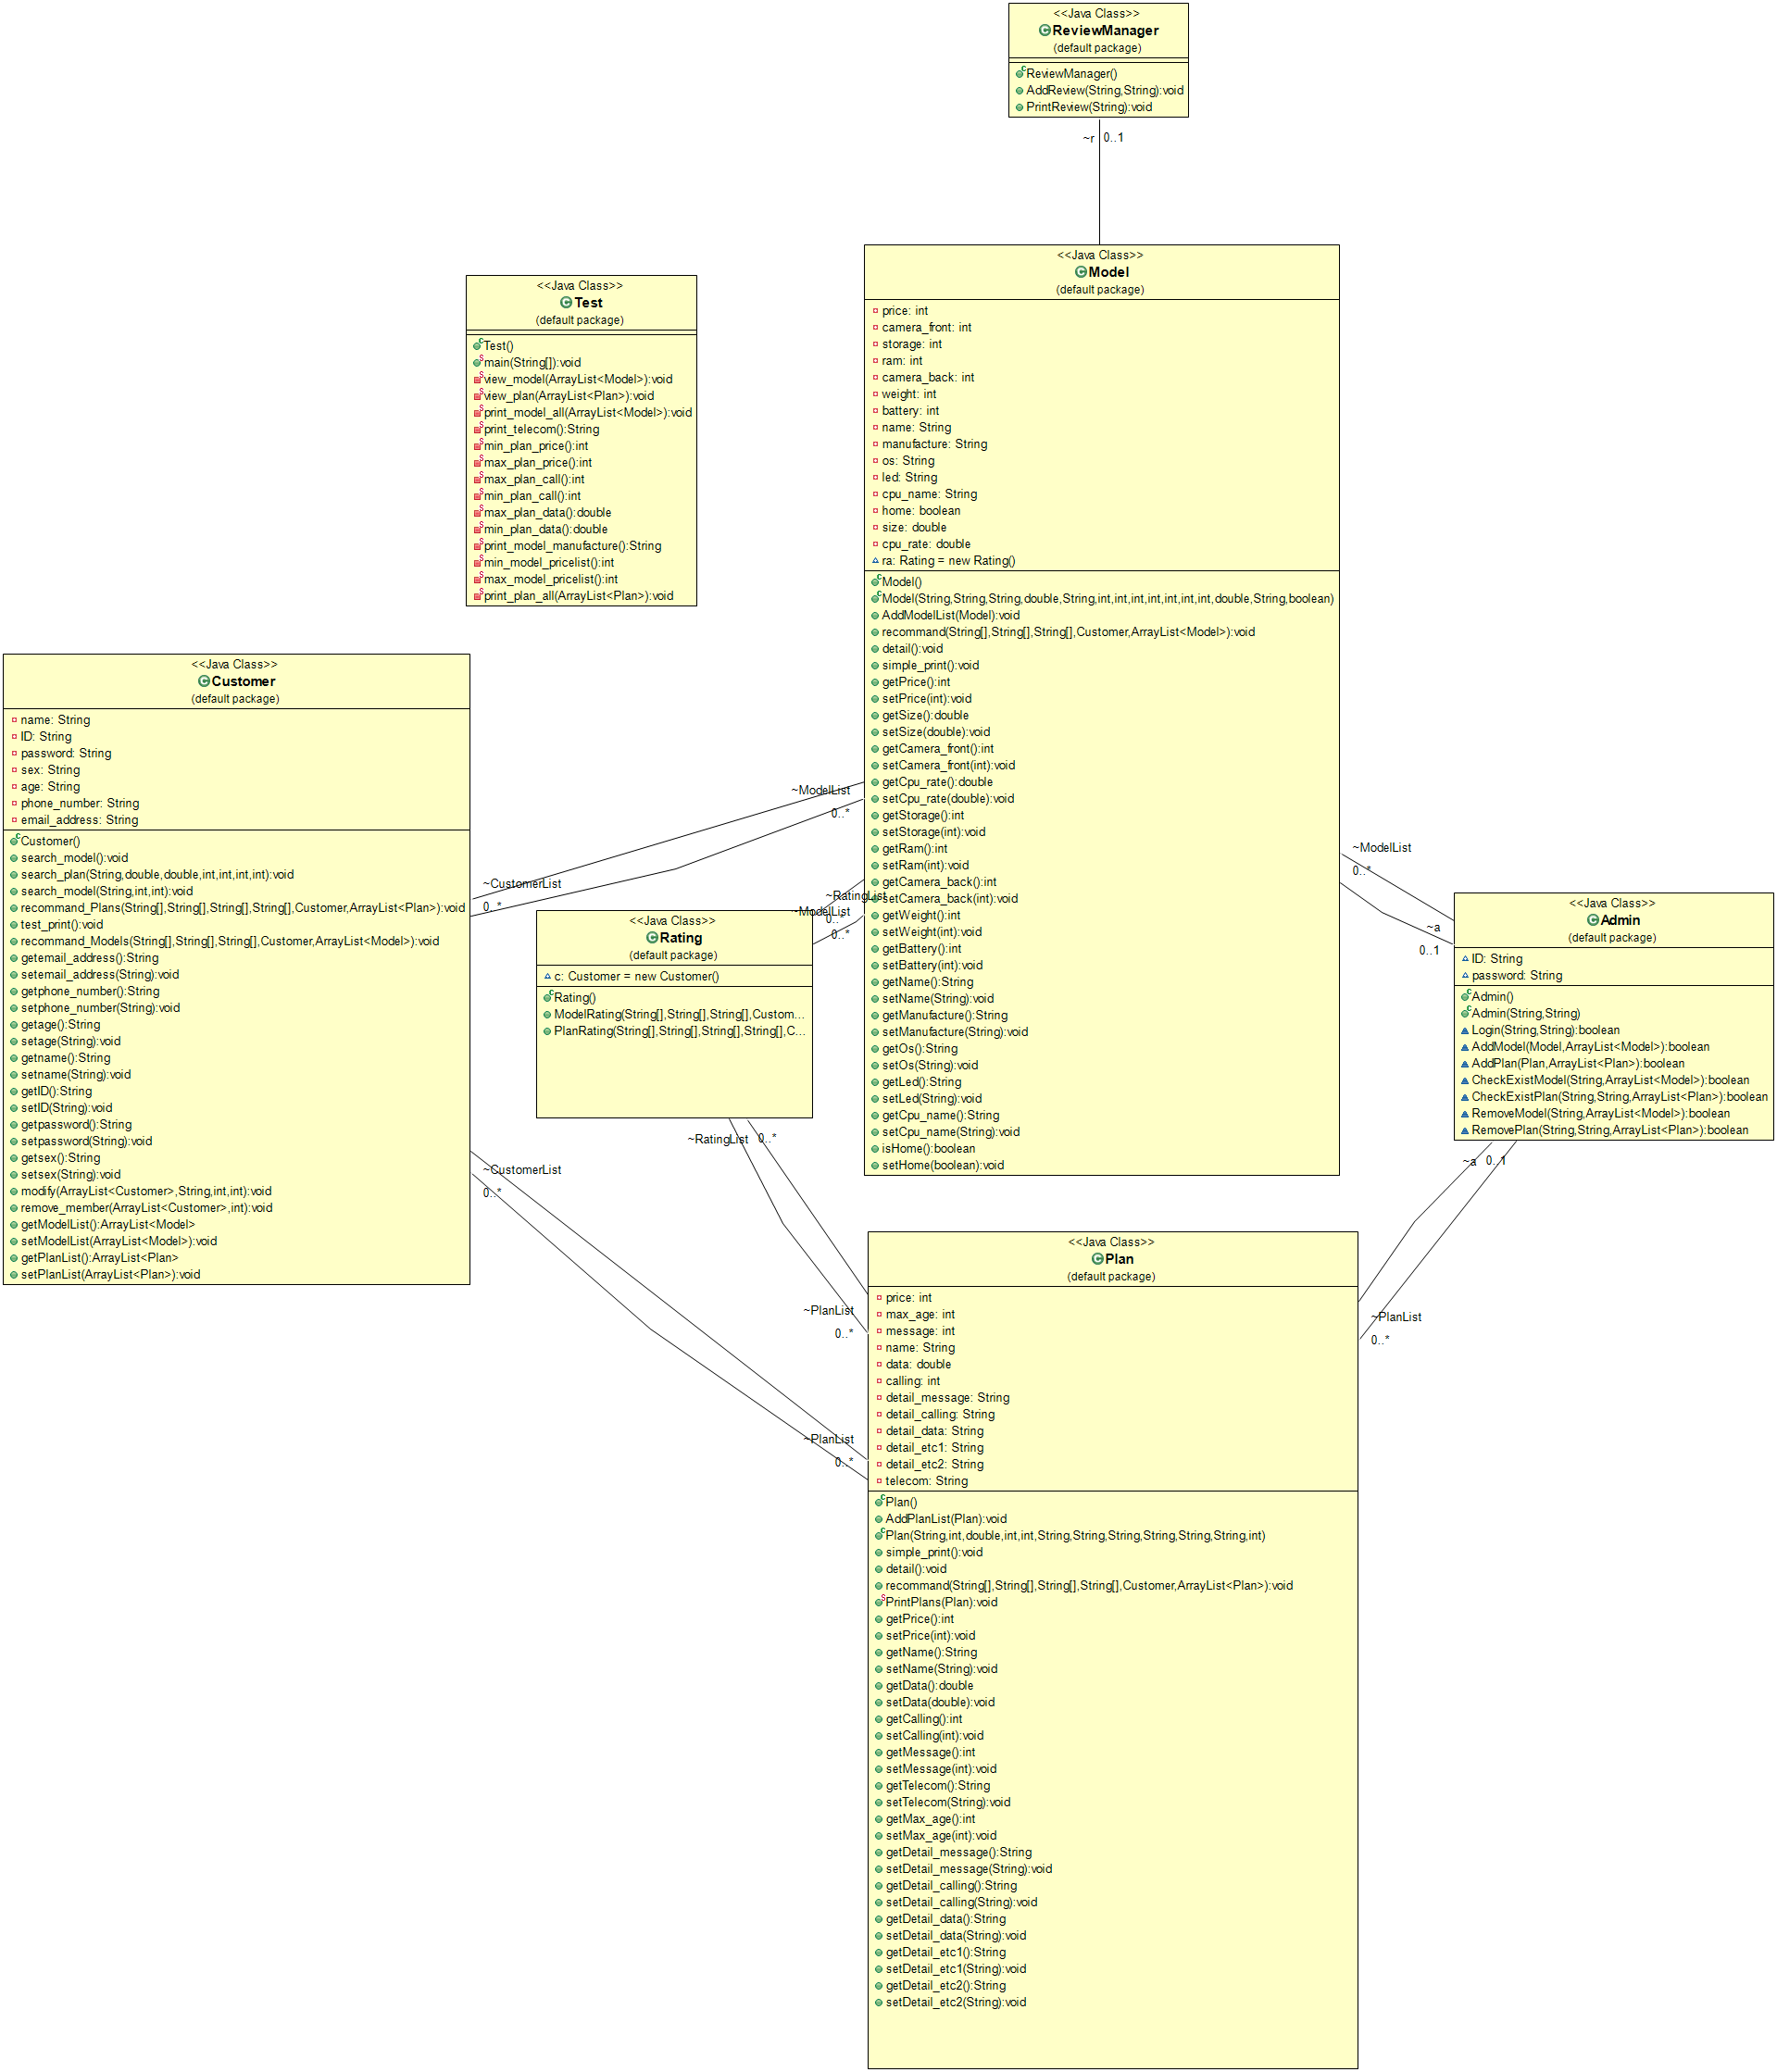 <<Java Class>>
ReviewManager
(default package)
ReviewManager()
AddReview(String,String):void
PrintReview(String):void
~r 0..1
<<Java Class>>
Model
(default package)
price: int
camera_front: int
storage: int
ram: int
camera_back: int
weight: int
battery: int
name: String
manufacture: String
os: String
led: String
cpu_name: String
home: boolean
size: double
cpu_rate: double
ra: Rating = new Rating()
Model()
Model(String,String,String,double,String,int,int,int,int,int,int,int,double,String,boolean)
AddModelList(Model):void
recommand(String[],String[],String[],Customer,ArrayList<Model>):void
detail():void
simple_print():void
getPrice():int
setPrice(int):void
getSize():double
setSize(double):void
getCamera_front():int
setCamera_front(int):void
getCpu_rate():double
setCpu_rate(double):void
getStorage():int
setStorage(int):void
getRam():int
setRam(int):void
getCamera_back():int
setCamera_back(int):void
getWeight():int
setWeight(int):void
getBattery():int
setBattery(int):void
getName():String
setName(String):void
getManufacture():String
setManufacture(String):void
getOs():String
setOs(String):void
getLed():String
setLed(String):void
getCpu_name():String
setCpu_name(String):void
isHome():boolean
setHome(boolean):void
<<Java Class>>
Test
(default package)
Test()
main(String[]):void
view_model(ArrayList<Model>):void
view_plan(ArrayList<Plan>):void
print_model_all(ArrayList<Model>):void
print_telecom():String
min_plan_price():int
max_plan_price():int
max_plan_call():int
min_plan_call():int
max_plan_data():double
min_plan_data():double
print_model_manufacture():String
min_model_pricelist():int
max_model_pricelist():int
print_plan_all(ArrayList<Plan>):void
<<Java Class>>
Customer
(default package)
name: String
ID: String
password: String
sex: String
age: String
phone_number: String
email_address: String
Customer()
search_model():void
search_plan(String,double,double,int,int,int,int):void
search_model(String,int,int):void
recommand_Plans(String[],String[],String[],String[],Customer,ArrayList<Plan>):void
test_print():void
recommand_Models(String[],String[],String[],Customer,ArrayList<Model>):void
getemail_address():String
setemail_address(String):void
getphone_number():String
setphone_number(String):void
getage():String
setage(String):void
getname():String
setname(String):void
getID():String
setID(String):void
getpassword():String
setpassword(String):void
getsex():String
setsex(String):void
modify(ArrayList<Customer>,String,int,int):void
remove_member(ArrayList<Customer>,int):void
getModelList():ArrayList<Model>
setModelList(ArrayList<Model>):void
getPlanList():ArrayList<Plan>
setPlanList(ArrayList<Plan>):void
~ModelList
0..*
~CustomerList
0..*
~RatingList
0..*
~ModelList
0..*
<<Java Class>>
Rating
(default package)
c: Customer = new Customer()
Rating()
ModelRating(String[],String[],String[],Custom...
PlanRating(String[],String[],String[],String[],C...
~ModelList
0..*
~a
0..1
<<Java Class>>
Admin
(default package)
ID: String
password: String
Admin()
Admin(String,String)
Login(String,String):boolean
AddModel(Model,ArrayList<Model>):boolean
AddPlan(Plan,ArrayList<Plan>):boolean
CheckExistModel(String,ArrayList<Model>):boolean
CheckExistPlan(String,String,ArrayList<Plan>):boolean
RemoveModel(String,ArrayList<Model>):boolean
RemovePlan(String,String,ArrayList<Plan>):boolean
~RatingList 0..*
~CustomerList
0..*
~a 0..1
~PlanList
0..*
~PlanList
0..*
~PlanList
0..*
<<Java Class>>
Plan
(default package)
price: int
max_age: int
message: int
name: String
data: double
calling: int
detail_message: String
detail_calling: String
detail_data: String
detail_etc1: String
detail_etc2: String
telecom: String
Plan()
AddPlanList(Plan):void
Plan(String,int,double,int,int,String,String,String,String,String,String,int)
simple_print():void
detail():void
recommand(String[],String[],String[],String[],Customer,ArrayList<Plan>):void
PrintPlans(Plan):void
getPrice():int
setPrice(int):void
getName():String
setName(String):void
getData():double
setData(double):void
getCalling():int
setCalling(int):void
getMessage():int
setMessage(int):void
getTelecom():String
setTelecom(String):void
getMax_age():int
setMax_age(int):void
getDetail_message():String
setDetail_message(String):void
getDetail_calling():String
setDetail_calling(String):void
getDetail_data():String
setDetail_data(String):void
getDetail_etc1():String
setDetail_etc1(String):void
getDetail_etc2():String
setDetail_etc2(String):void